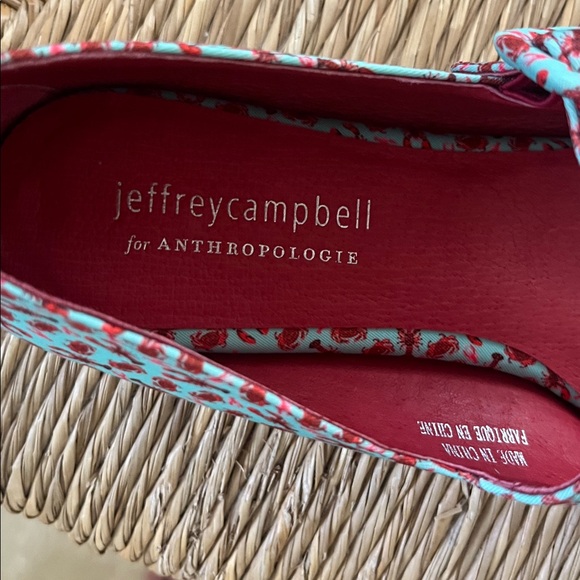 jeffreycampbell
for ANTHROPOLOGIE
MADE IN CHINA
FABRIQUE EN CHINE